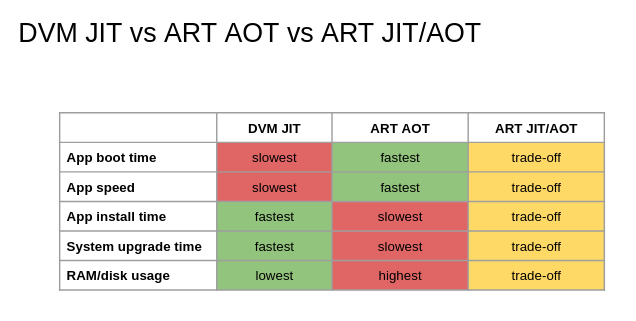 DVM JIT vs ART AOT vs ART JIT/AOT
DVM JIT ART AOT ART JIT/AOT
App boot time slowest fastest trade-off
App speed slowest fastest trade-off
App install time fastest slowest trade-off
System upgrade time fastest slowest trade-off
RAM/disk usage lowest highest trade-off